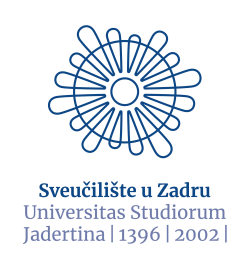 Sveučilište u Zadru
Universitas Studiorum
Jadertina | 1396 | 2002 |